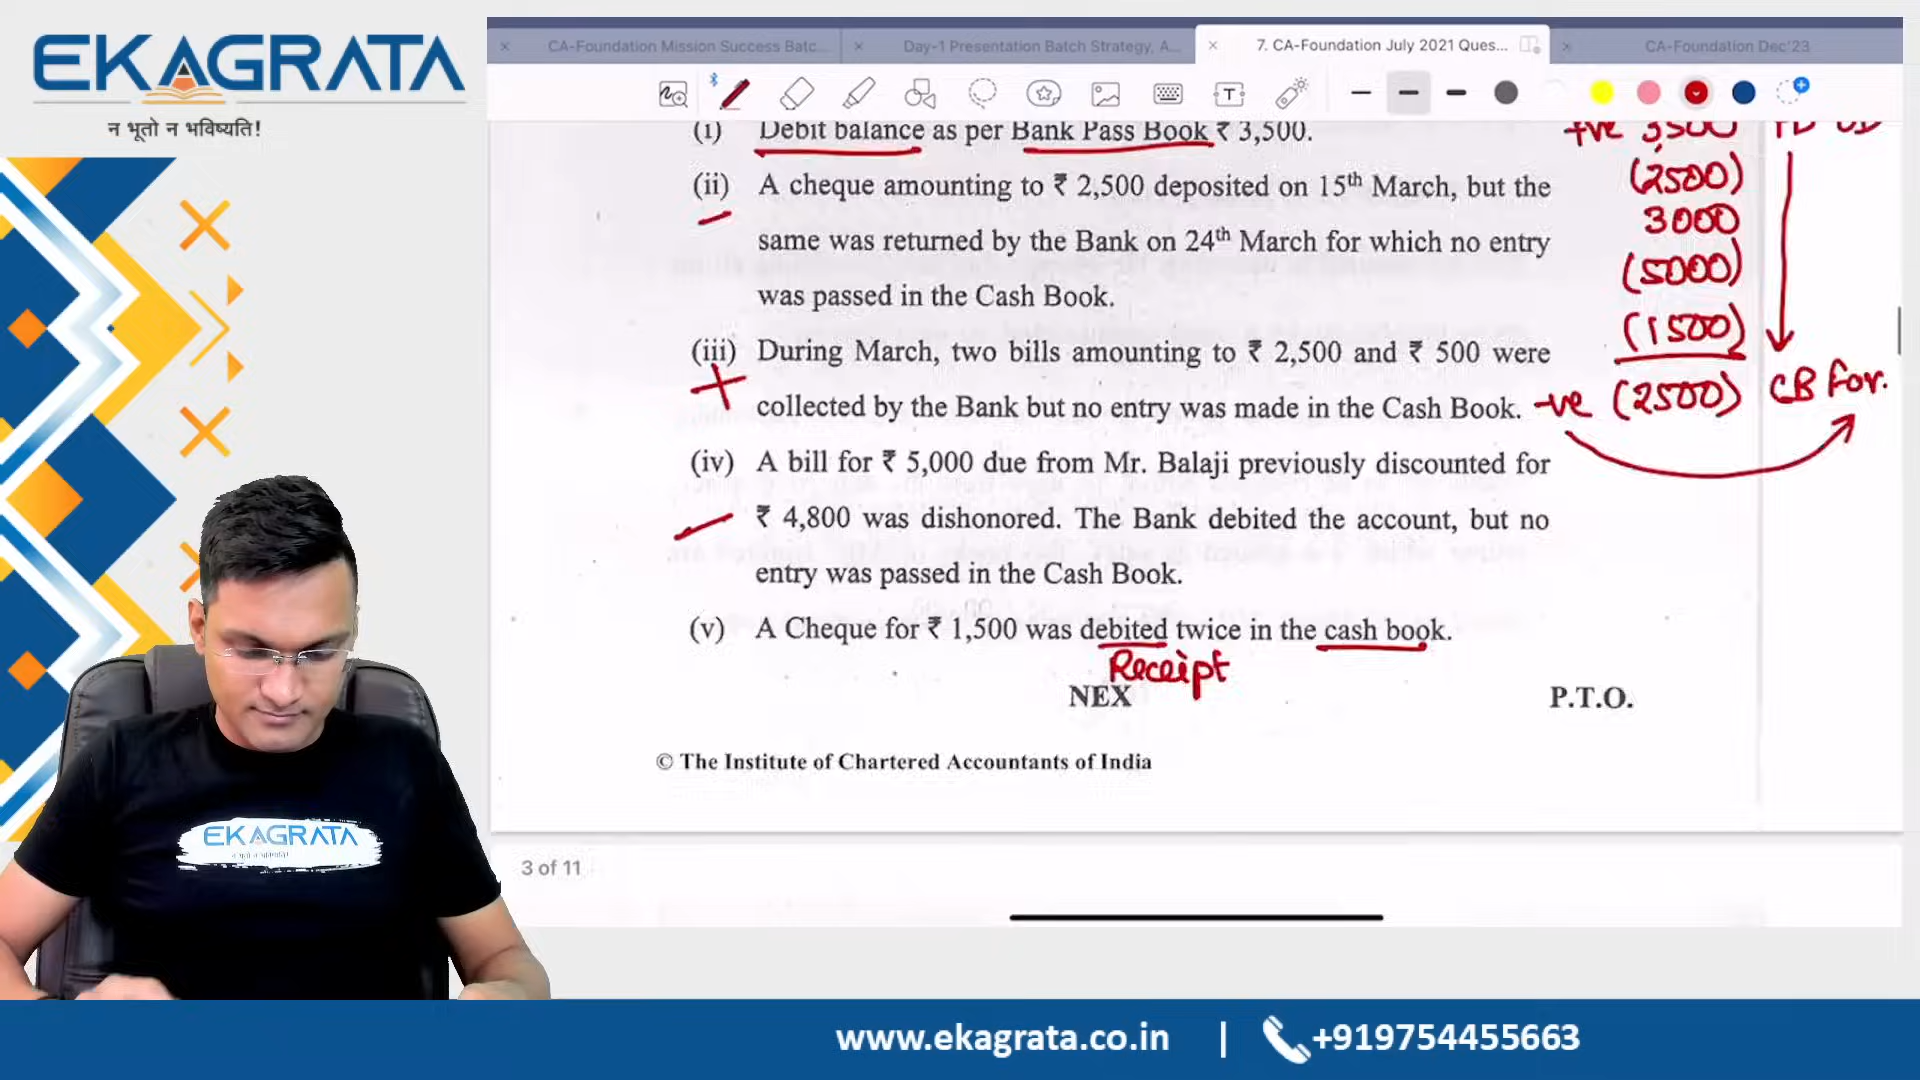 EKAGRATA
न भूतो न भविष्यति!
CA-Foundation Mission Success Batc...
Day-1 Presentation Batch Strategy, A...
7. CA-Foundation July 2021 Ques...
CA-Foundation Dec'23
(i) Debit balance as per Bank Pass Book ₹ 3,500.
+ve 3,500
(2500)
3000
(5000)
(1500)
-ve (2500)
CB Fav.
(ii) A cheque amounting to ₹ 2,500 deposited on 15th March, but the
same was returned by the Bank on 24th March for which no entry
was passed in the Cash Book.
(iii) During March, two bills amounting to ₹ 2,500 and ₹ 500 were
collected by the Bank but no entry was made in the Cash Book.
(iv) A bill for ₹ 5,000 due from Mr. Balaji previously discounted for
₹ 4,800 was dishonored. The Bank debited the account, but no
entry was passed in the Cash Book.
(v) A Cheque for ₹ 1,500 was debited twice in the cash book.
Receipt
NEX
P.T.O.
© The Institute of Chartered Accountants of India
3 of 11
EKAGRATA
न भूतो न भविष्यति!
www.ekagrata.co.in | +919754455663